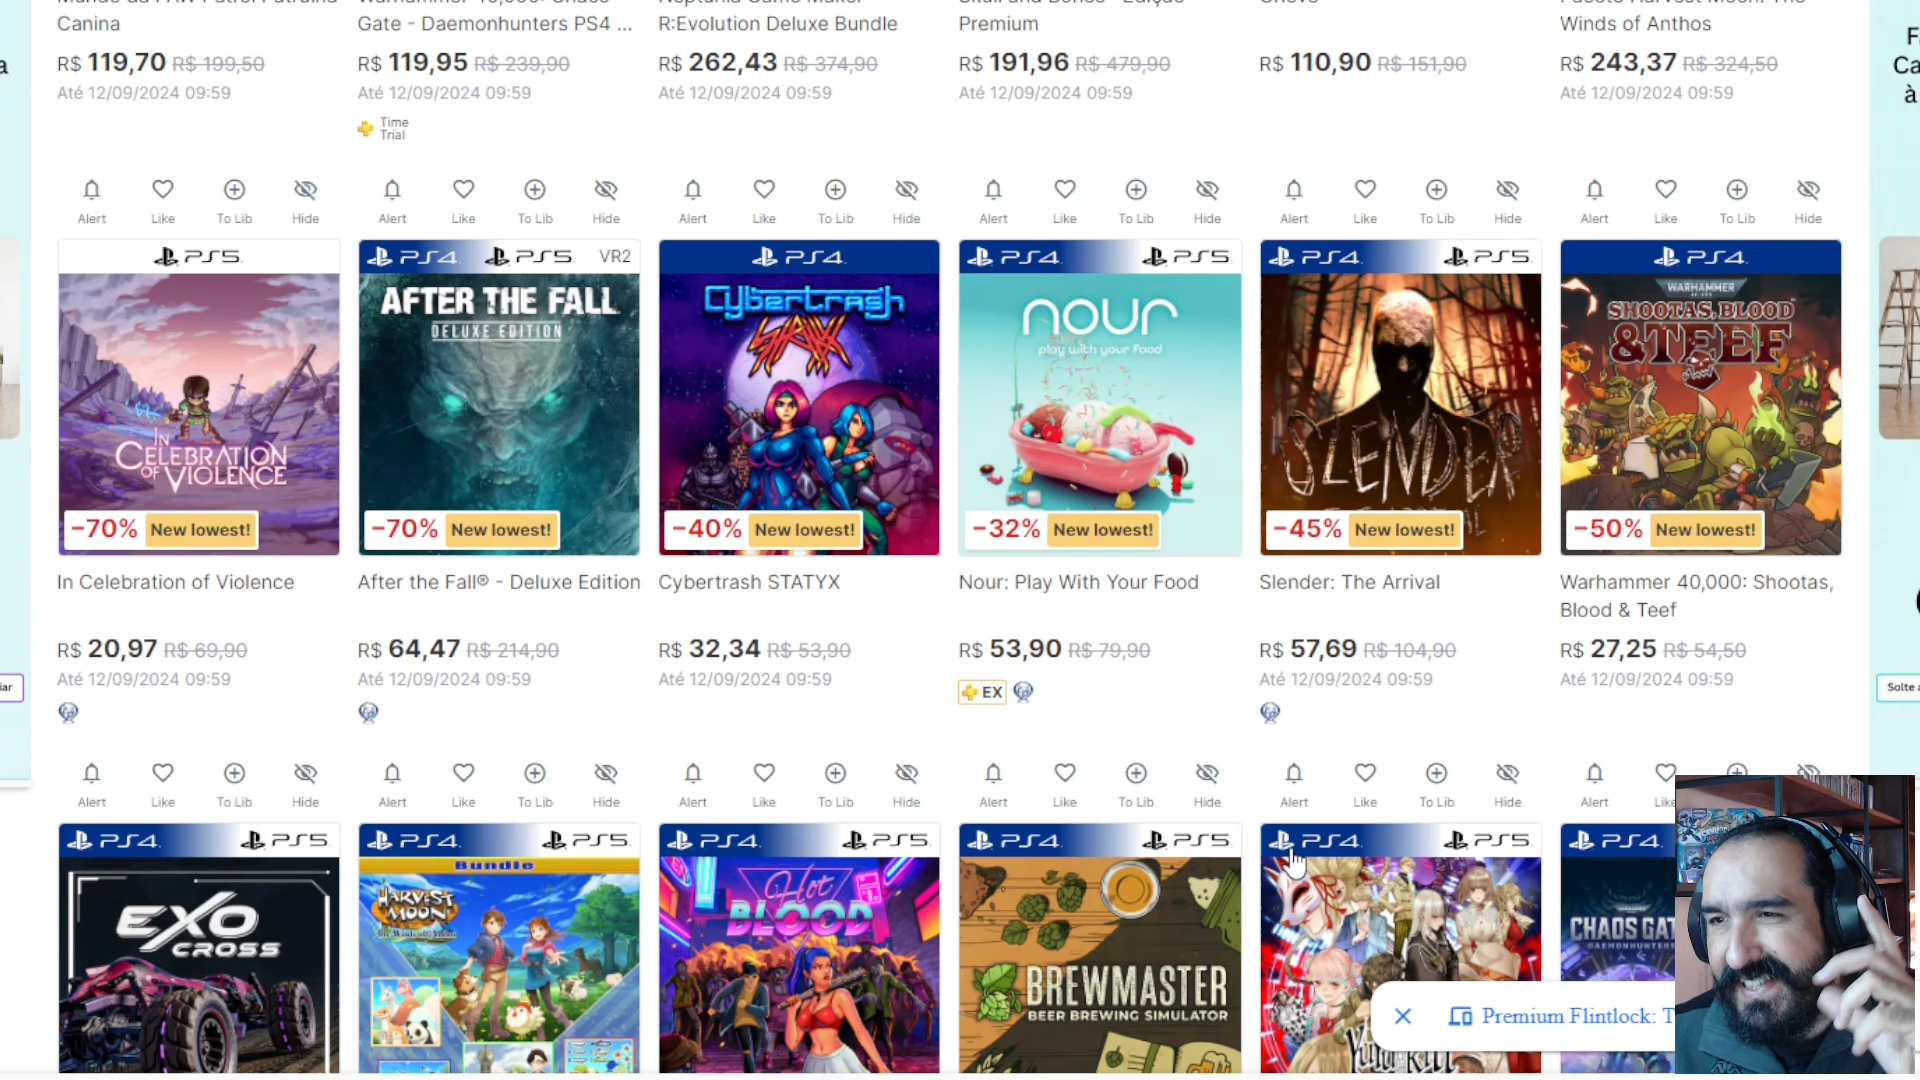 Canina
Gate - Daemonhunters PS4 ...
R:Evolution Deluxe Bundle
Premium
Winds of Anthos
R$ 119,70 R$ 199,50
R$ 119,95 R$ 239,90
R$ 262,43 R$ 374,90
R$ 191,96 R$ 479,90
R$ 110,90 R$ 151,90
R$ 243,37 R$ 324,50
Até 12/09/2024 09:59
Até 12/09/2024 09:59
Até 12/09/2024 09:59
Até 12/09/2024 09:59
Até 12/09/2024 09:59
Time
Trial
Alert Like To Lib Hide
Alert Like To Lib Hide
Alert Like To Lib Hide
Alert Like To Lib Hide
Alert Like To Lib Hide
Alert Like To Lib Hide
PS5
PS4 PS5 VR2
PS4
PS4 PS5
PS4 PS5
PS4
IN CELEBRATION OF VIOLENCE
AFTER THE FALL
DELUXE EDITION
Cybertrash
STATYX
nour
play with your food
SLENDER
WARHAMMER
SHOOTAS, BLOOD
& TEEF
-70% New lowest!
-70% New lowest!
-40% New lowest!
-32% New lowest!
-45% New lowest!
-50% New lowest!
In Celebration of Violence
After the Fall® - Deluxe Edition
Cybertrash STATYX
Nour: Play With Your Food
Slender: The Arrival
Warhammer 40,000: Shootas,
Blood & Teef
R$ 20,97 R$ 69,90
R$ 64,47 R$ 214,90
R$ 32,34 R$ 53,90
R$ 53,90 R$ 79,90
R$ 57,69 R$ 104,90
R$ 27,25 R$ 54,50
Até 12/09/2024 09:59
Até 12/09/2024 09:59
Até 12/09/2024 09:59
EX
Até 12/09/2024 09:59
Até 12/09/2024 09:59
Solte a
Alert Like To Lib Hide
Alert Like To Lib Hide
Alert Like To Lib Hide
Alert Like To Lib Hide
Alert Like To Lib Hide
Alert
PS4 PS5
PS4 PS5
PS4 PS5
PS4 PS5
PS4 PS5
PS4
EXO
CROSS
Bundle
HARVEST
MOON
Hot
BLOOD
BREWMASTER
BEER BREWING SIMULATOR
CHAOS GAT
DAEMONHUNTERS
Premium Flintlock: T